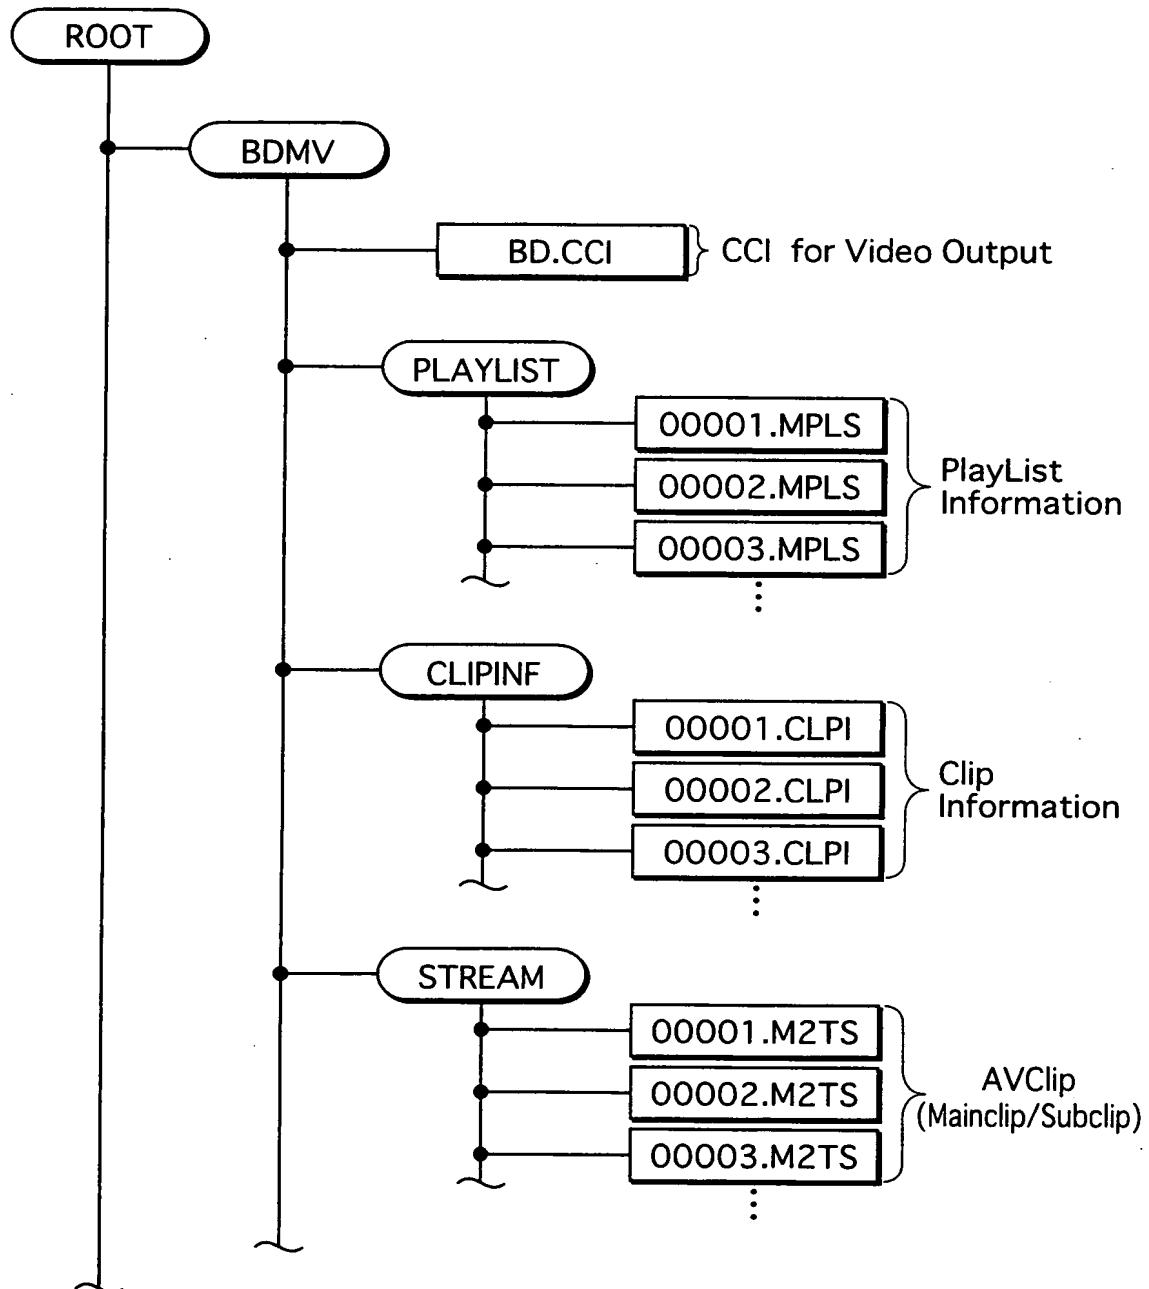 ROOT
BDMV
BD.CCI
CCI for Video Output
PLAYLIST
00001.MPLS
00002.MPLS
00003.MPLS
PlayList
Information
CLIPINF
00001.CLPI
00002.CLPI
00003.CLPI
Clip
Information
STREAM
00001.M2TS
00002.M2TS
00003.M2TS
AVClip
(Mainclip/Subclip)